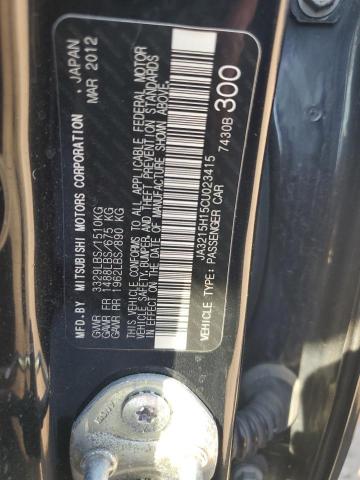 MFD.BY MITSUBISHI MOTORS CORPORATION , JAPAN
MAR 2012
GVWR 3329LBS/1510KG
GAWR FR 1488LBS/675 KG
GAWR RR 1962LBS/890 KG
THIS VEHICLE CONFORMS TO ALL APPLICABLE FEDERAL MOTOR
VEHICLE SAFETY,BUMPER AND THEFT PREVENTION STANDARDS
IN EFFECT ON THE DATE OF MANUFACTURE SHOWN ABOVE.
JA3215H15CU023415
VEHICLE TYPE: PASSENGER CAR
7430B 300